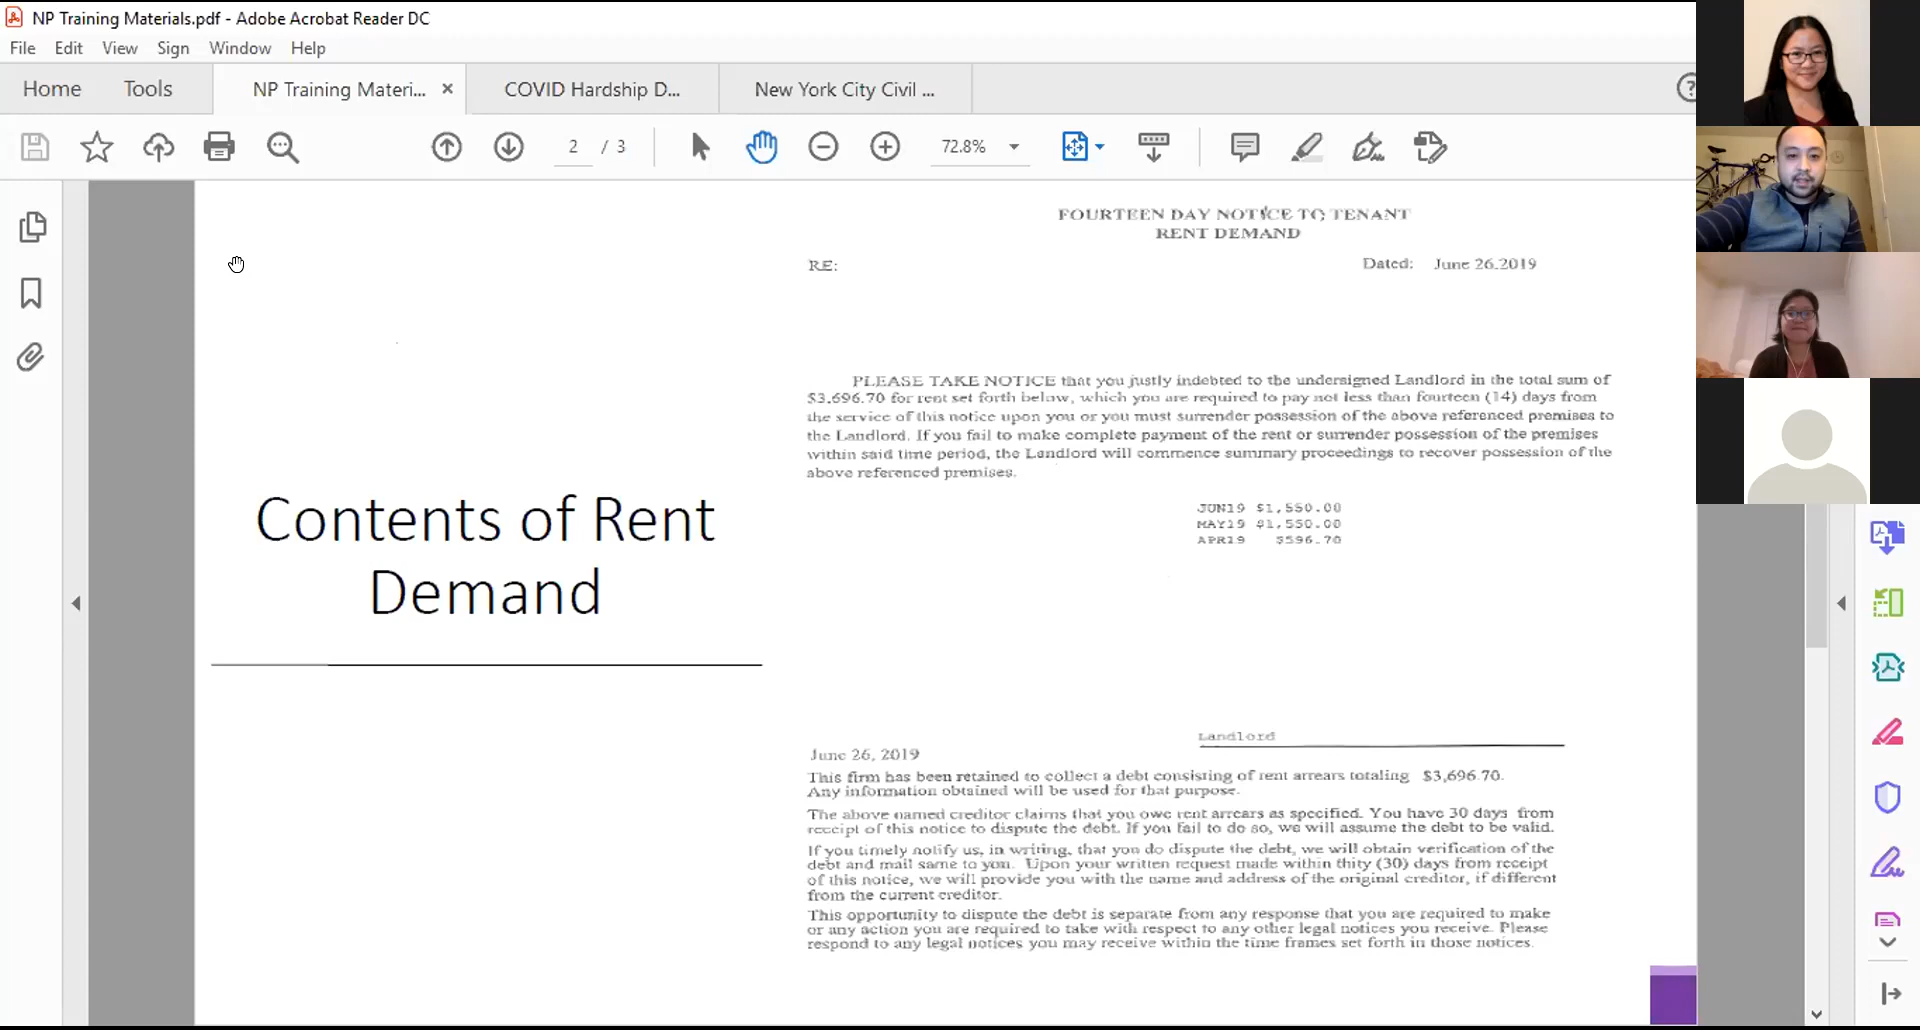 NP Training Materials.pdf - Adobe Acrobat Reader DC
File Edit View Sign Window Help
Home Tools NP Training Materi... × COVID Hardship D... New York City Civil ...
2 / 3 72.8%
FOURTEEN DAY NOTICE TO TENANT
RENT DEMAND
RE: Dated: June 26.2019
PLEASE TAKE NOTICE that you justly indebted to the undersigned Landlord in the total sum of
$3,696.70 for rent set forth below, which you are required to pay not less than fourteen (14) days from
the service of this notice upon you or you must surrender possession of the above referenced premises to
the Landlord. If you fail to make complete payment of the rent or surrender possession of the premises
within said time period, the Landlord will commence summary proceedings to recover possession of the
above referenced premises.
JUN19 $1,550.00
MAY19 $1,550.00
APR19 $596.70
Contents of Rent
Demand
Landlord
June 26, 2019
This firm has been retained to collect a debt consisting of rent arrears totaling $3,696.70.
Any information obtained will be used for that purpose.
The above named creditor claims that you owe rent arrears as specified. You have 30 days from
receipt of this notice to dispute the debt. If you fail to do so, we will assume the debt to be valid.
If you timely notify us, in writing, that you do dispute the debt, we will obtain verification of the
debt and mail same to you. Upon your written request made within thity (30) days from receipt
of this notice, we will provide you with the name and address of the original creditor, if different
from the current creditor.
This opportunity to dispute the debt is separate from any response that you are required to make
or any action you are required to take with respect to any other legal notices you receive. Please
respond to any legal notices you may receive within the time frames set forth in those notices.